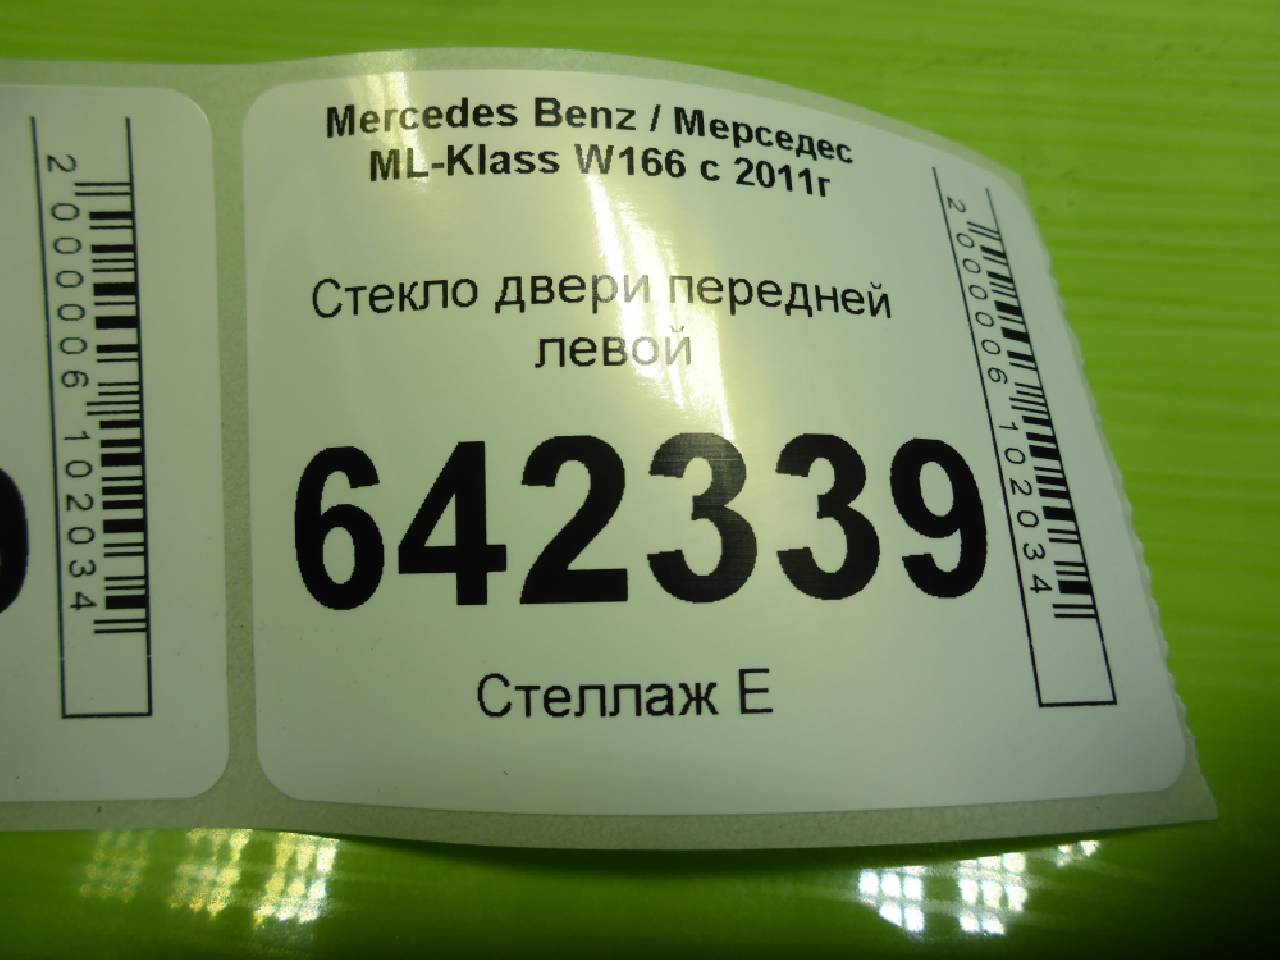 Mercedes Benz / Мерседес
ML-Klass W166 с 2011г
Стекло двери передней
левой
642339
Стеллаж Е
2000006102034
2000006102034